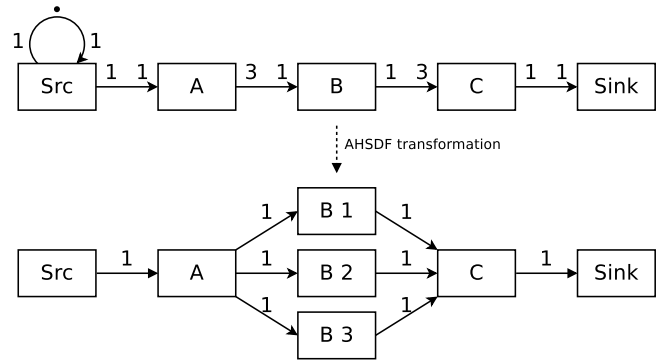 1 1
Src 1 1 A 3 1 B 1 3 C 1 1 Sink
AHSDF transformation
B 1
1 1
Src 1 A 1 B 2 1 C 1 Sink
1 1
B 3